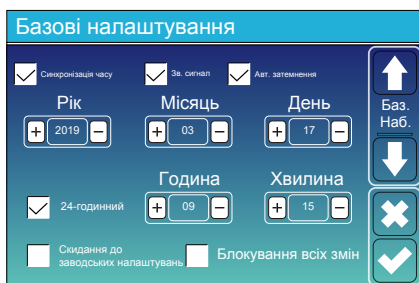 Базові налаштування
Синхронізація часу Зв. сигнал Авт. затемнення
Рік Місяць День
+ 2019 − + 03 − + 17 −
Баз.
Наб.
Година Хвилина
24-годинний + 09 − + 15 −
Скидання до
заводських налаштувань
Блокування всіх змін